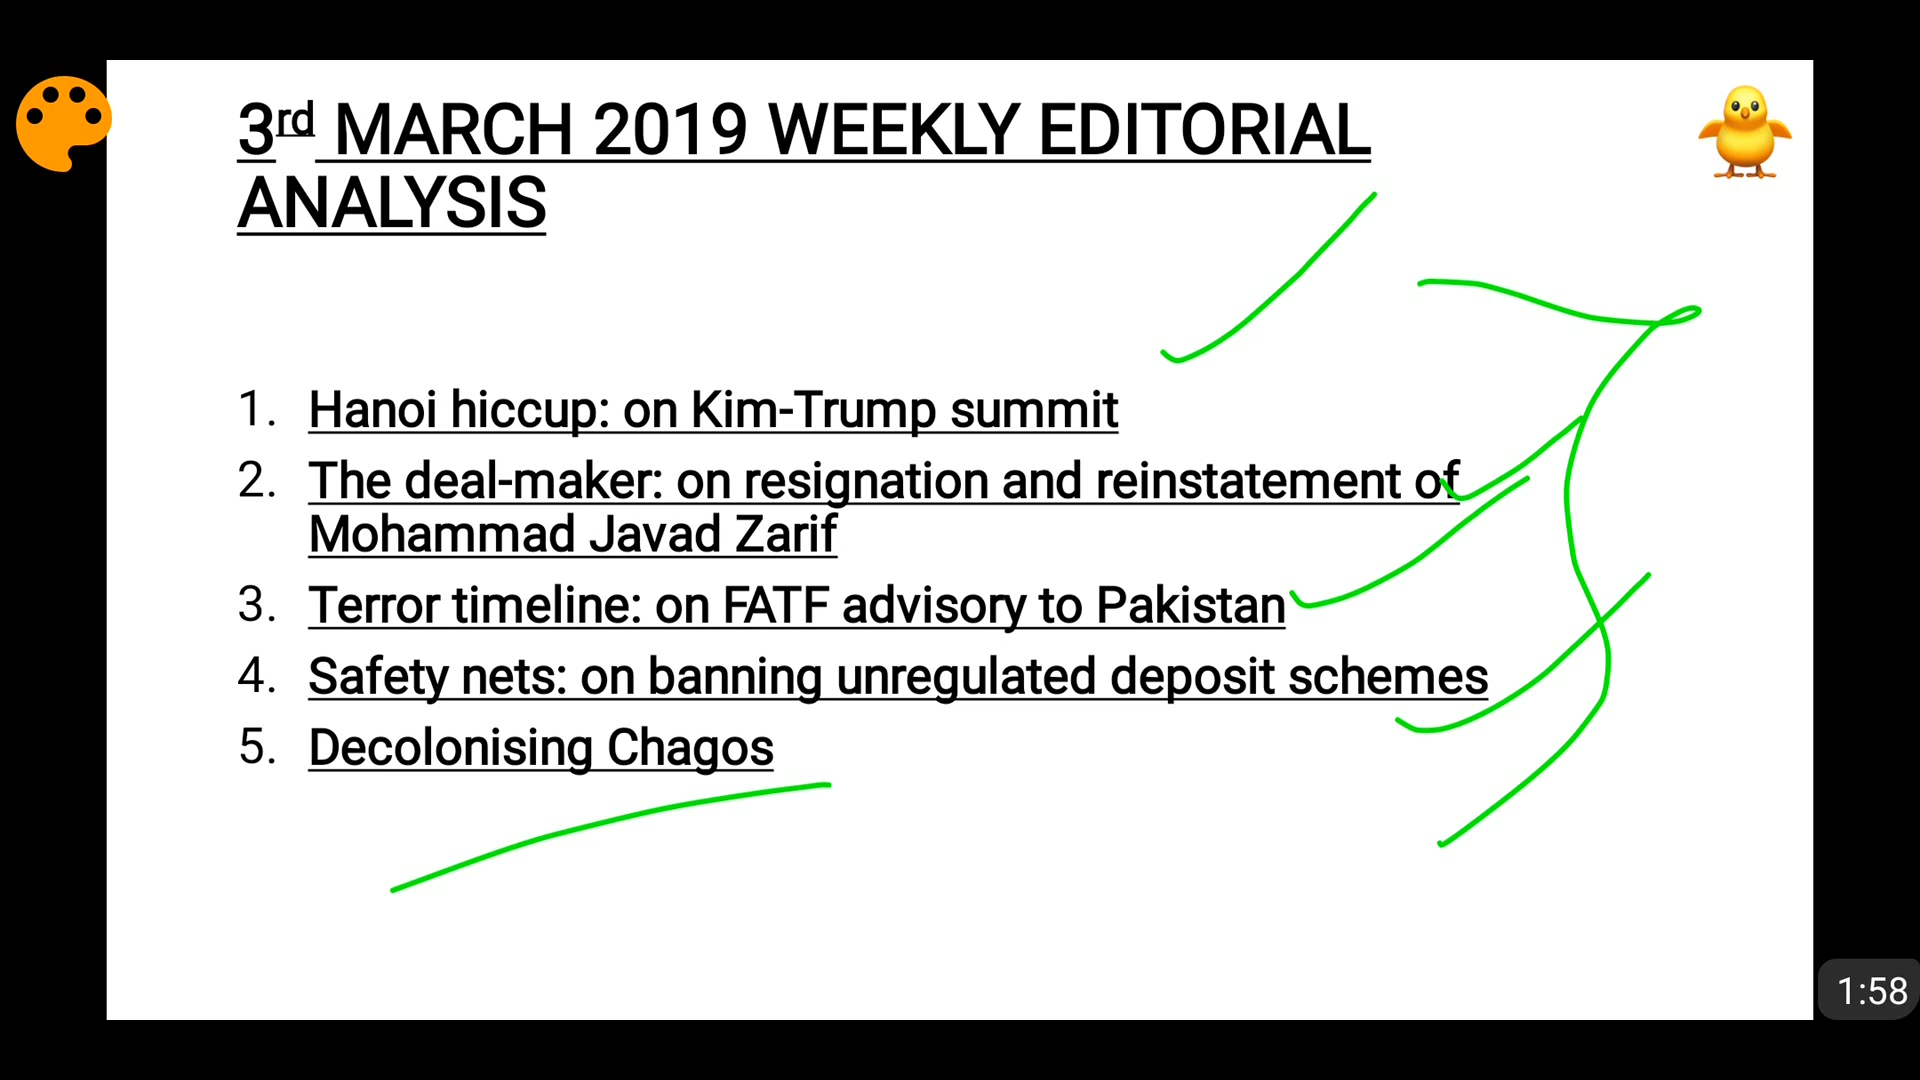 3rd MARCH 2019 WEEKLY EDITORIAL
ANALYSIS
1. Hanoi hiccup: on Kim-Trump summit
2. The deal-maker: on resignation and reinstatement of
Mohammad Javad Zarif
3. Terror timeline: on FATF advisory to Pakistan
4. Safety nets: on banning unregulated deposit schemes
5. Decolonising Chagos
1:58